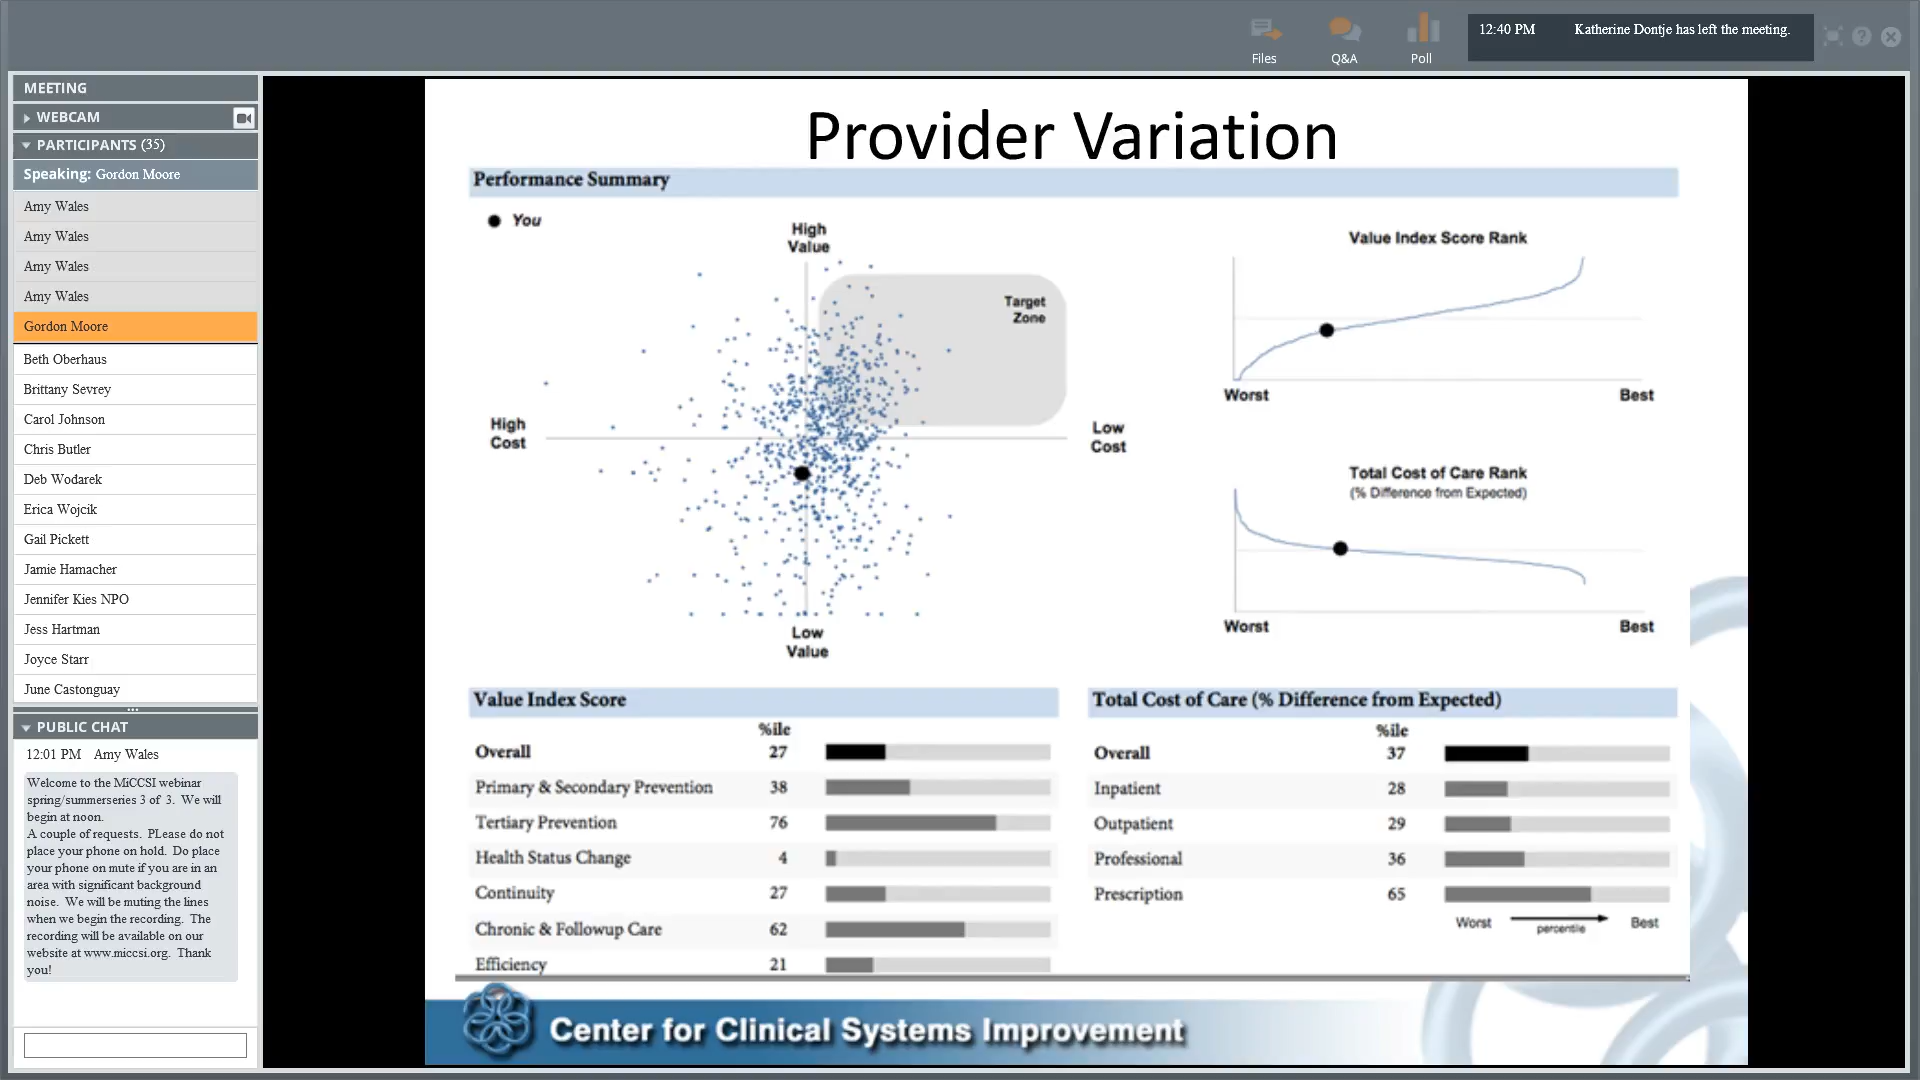 Files
Q&A
Poll
12:40 PM Katherine Dontje has left the meeting.
MEETING
WEBCAM
PARTICIPANTS (35)
Speaking: Gordon Moore
Amy Wales
Amy Wales
Amy Wales
Amy Wales
Gordon Moore
Beth Oberhaus
Brittany Sevrey
Carol Johnson
Chris Butler
Deb Wodarek
Erica Wojcik
Gail Pickett
Jamie Hamacher
Jennifer Kies NPO
Jess Hartman
Joyce Starr
June Castonguay
PUBLIC CHAT
12:01 PM Amy Wales
Welcome to the MiCCSI webinar
spring/summerseries 3 of 3. We will
begin at noon.
A couple of requests. PLease do not
place your phone on hold. Do place
your phone on mute if you are in an
area with significant background
noise. We will be muting the lines
when we begin the recording. The
recording will be available on our
website at www.miccsi.org. Thank
you!
Provider Variation
Performance Summary
You
High
Value
Target
Zone
High
Cost
Low
Cost
Low
Value
Value Index Score Rank
Worst Best
Total Cost of Care Rank
(% Difference from Expected)
Worst Best
Value Index Score
%ile
Overall 27
Primary & Secondary Prevention 38
Tertiary Prevention 76
Health Status Change 4
Continuity 27
Chronic & Followup Care 62
Efficiency 21
Total Cost of Care (% Difference from Expected)
%ile
Overall 37
Inpatient 28
Outpatient 29
Professional 36
Prescription 65
Worst percentile Best
Center for Clinical Systems Improvement